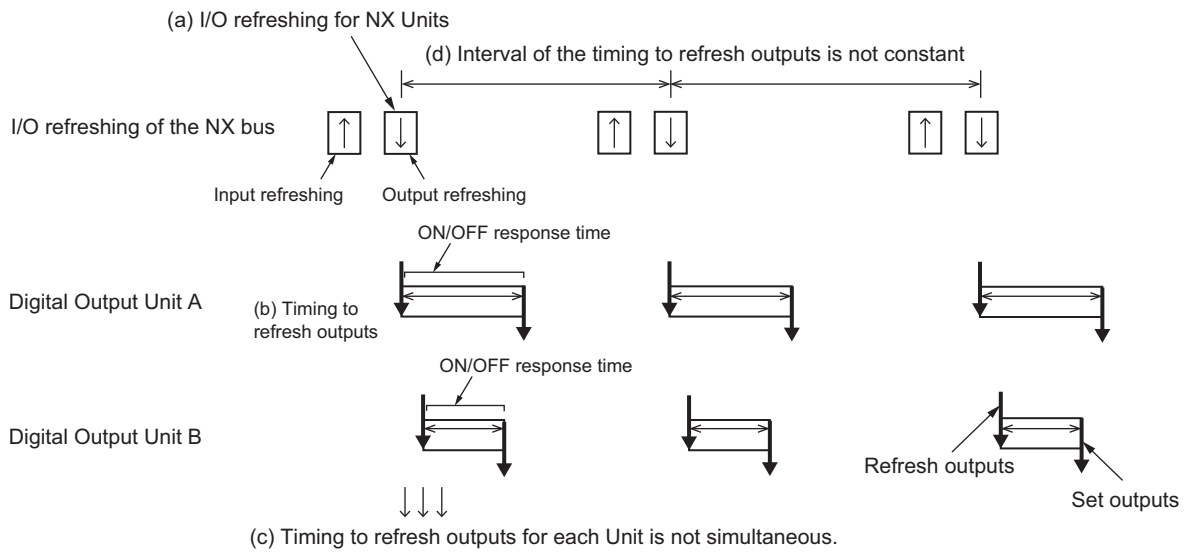 (a) I/O refreshing for NX Units
(d) Interval of the timing to refresh outputs is not constant
I/O refreshing of the NX bus
Input refreshing
Output refreshing
ON/OFF response time
Digital Output Unit A
(b) Timing to
refresh outputs
ON/OFF response time
Digital Output Unit B
Refresh outputs
Set outputs
(c) Timing to refresh outputs for each Unit is not simultaneous.